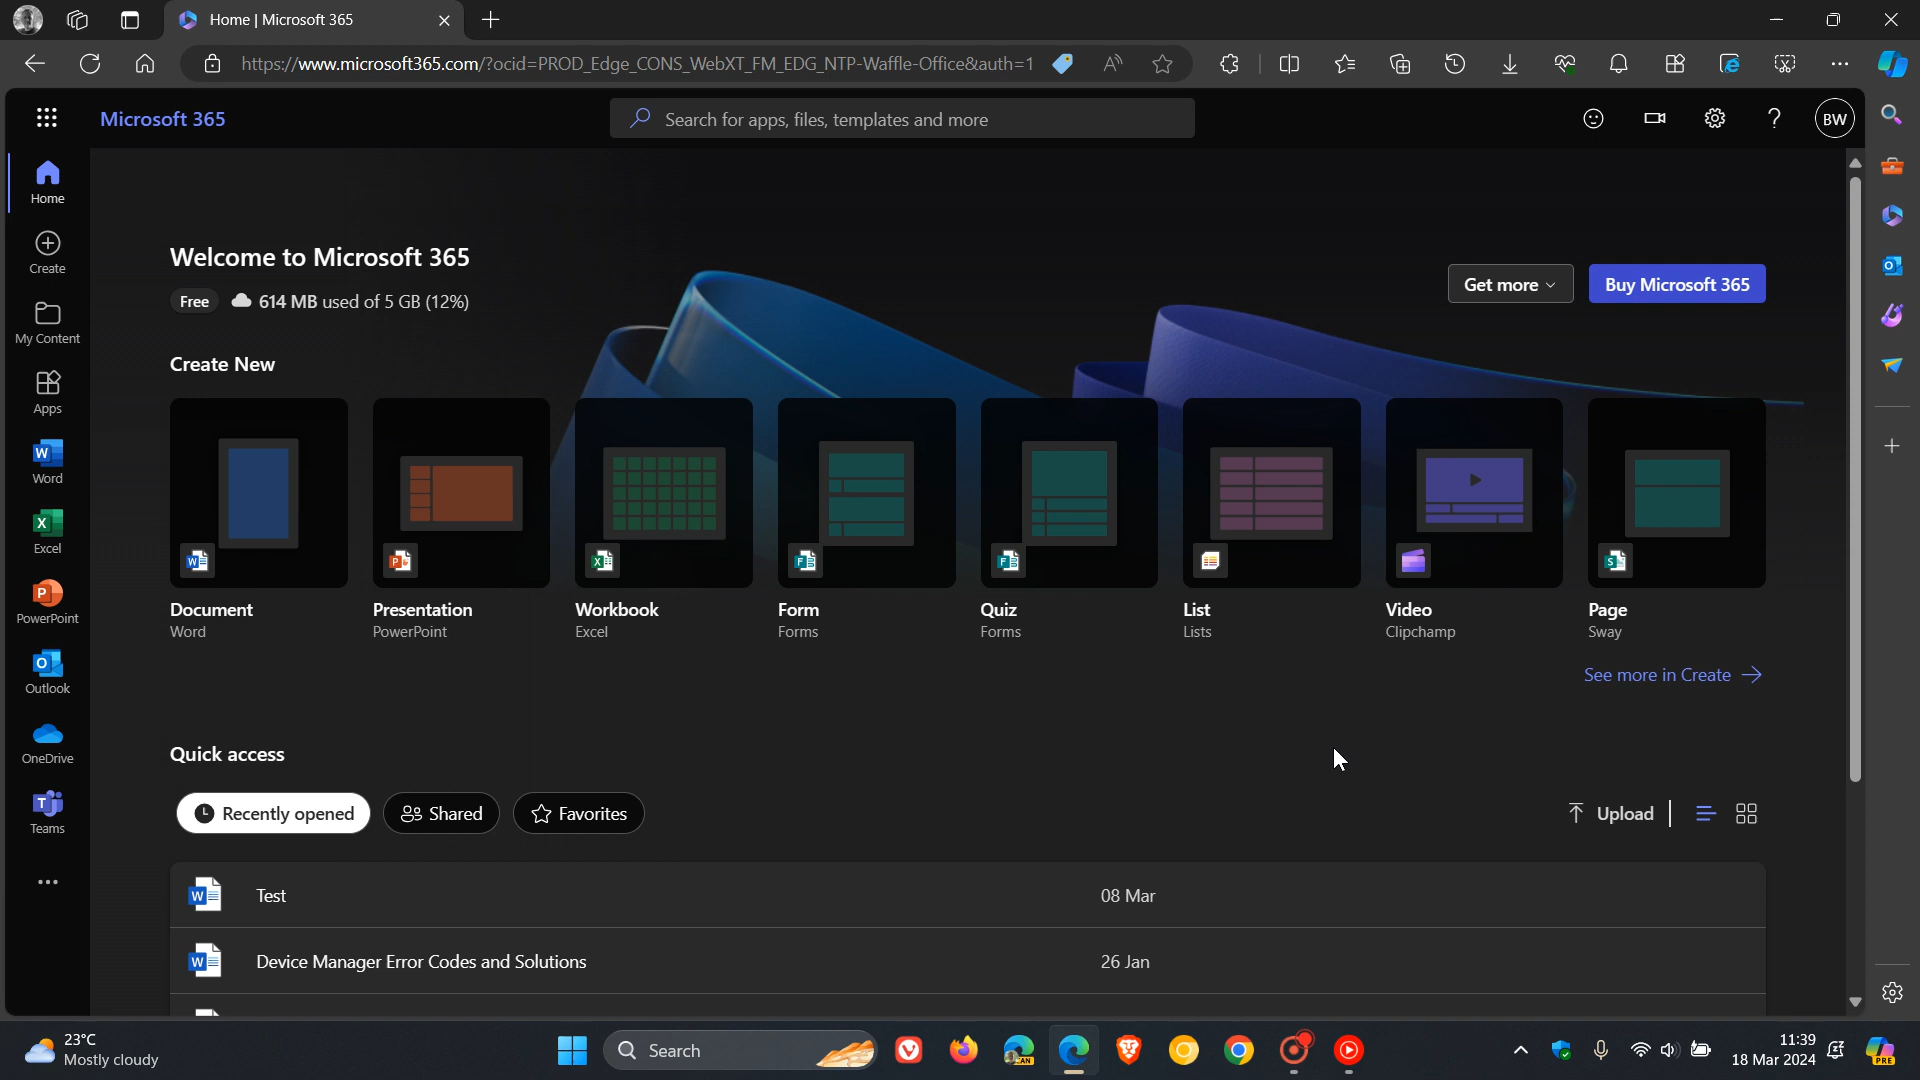 Home | Microsoft 365
https://www.microsoft365.com/?ocid=PROD_Edge_CONS_WebXT_FM_EDG_NTP-Waffle-Office&auth=1
Microsoft 365
Search for apps, files, templates and more
BW
Home
Create
My Content
Apps
Word
Excel
PowerPoint
Outlook
OneDrive
Teams
Welcome to Microsoft 365
Free 614 MB used of 5 GB (12%)
Get more
Buy Microsoft 365
Create New
Document
Word
Presentation
PowerPoint
Workbook
Excel
Form
Forms
Quiz
Forms
List
Lists
Video
Clipchamp
Page
Sway
See more in Create
Quick access
Recently opened
Shared
Favorites
Upload
Test 08 Mar
Device Manager Error Codes and Solutions 26 Jan
23°C
Mostly cloudy
Search
CAN
11:39
18 Mar 2024
PRE